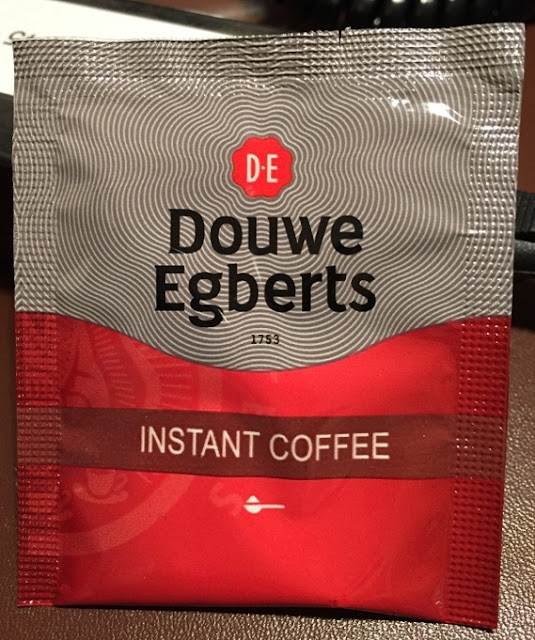 D·E
Douwe
Egberts
1753
INSTANT COFFEE